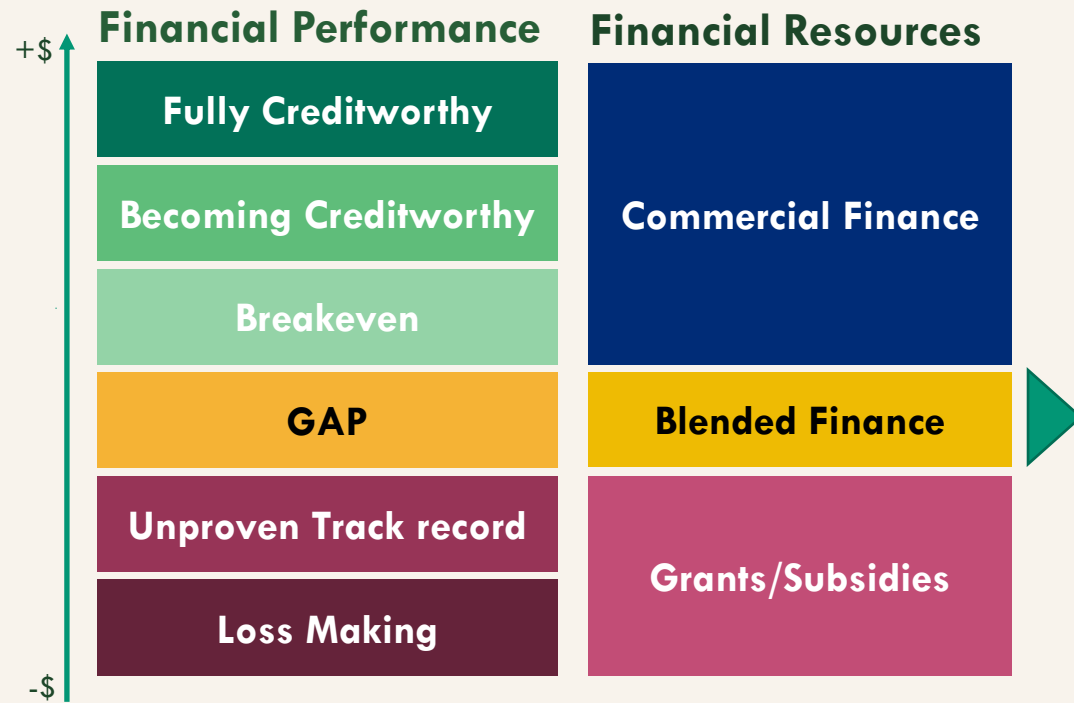 Financial Performance
Financial Resources
+$
Fully Creditworthy
Becoming Creditworthy
Commercial Finance
Breakeven
GAP
Blended Finance
Unproven Track record
Grants/Subsidies
Loss Making
-$